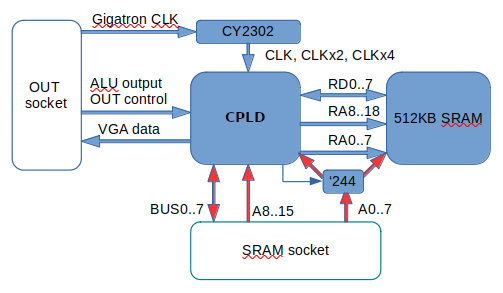 Gigatron CLK
CY2302
CLK, CLKx2, CLKx4
OUT
socket
ALU output
OUT control
VGA data
CPLD
RD0..7
RA8..18
RA0..7
512KB SRAM
'244
BUS0..7
A8..15
A0..7
SRAM socket